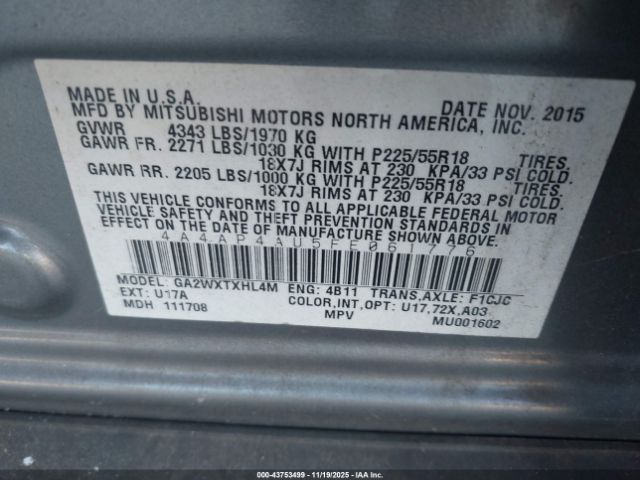 MADE IN U.S.A. DATE NOV. 2015
MFD BY MITSUBISHI MOTORS NORTH AMERICA, INC.
GVWR 4343 LBS/1970 KG
GAWR FR. 2271 LBS/1030 KG WITH P225/55R18 TIRES,
18X7J RIMS AT 230 KPA/33 PSI COLD.
GAWR RR. 2205 LBS/1000 KG WITH P225/55R18 TIRES,
18X7J RIMS AT 230 KPA/33 PSI COLD.
THIS VEHICLE CONFORMS TO ALL APPLICABLE FEDERAL MOTOR
VEHICLE SAFETY AND THEFT PREVENTION STANDARDS IN
EFFECT ON THE DATE OF MANUFACTURE SHOWN ABOVE.
4A4AP4AU5FE061776
MODEL: GA2WXTXHL4M ENG: 4B11 TRANS,AXLE: F1CJC
EXT: U17A COLOR,INT,OPT: U17,72X,A03
MDH 111708 MPV MU001602
00-43753499 - 11/19/2025 - IAAI.com